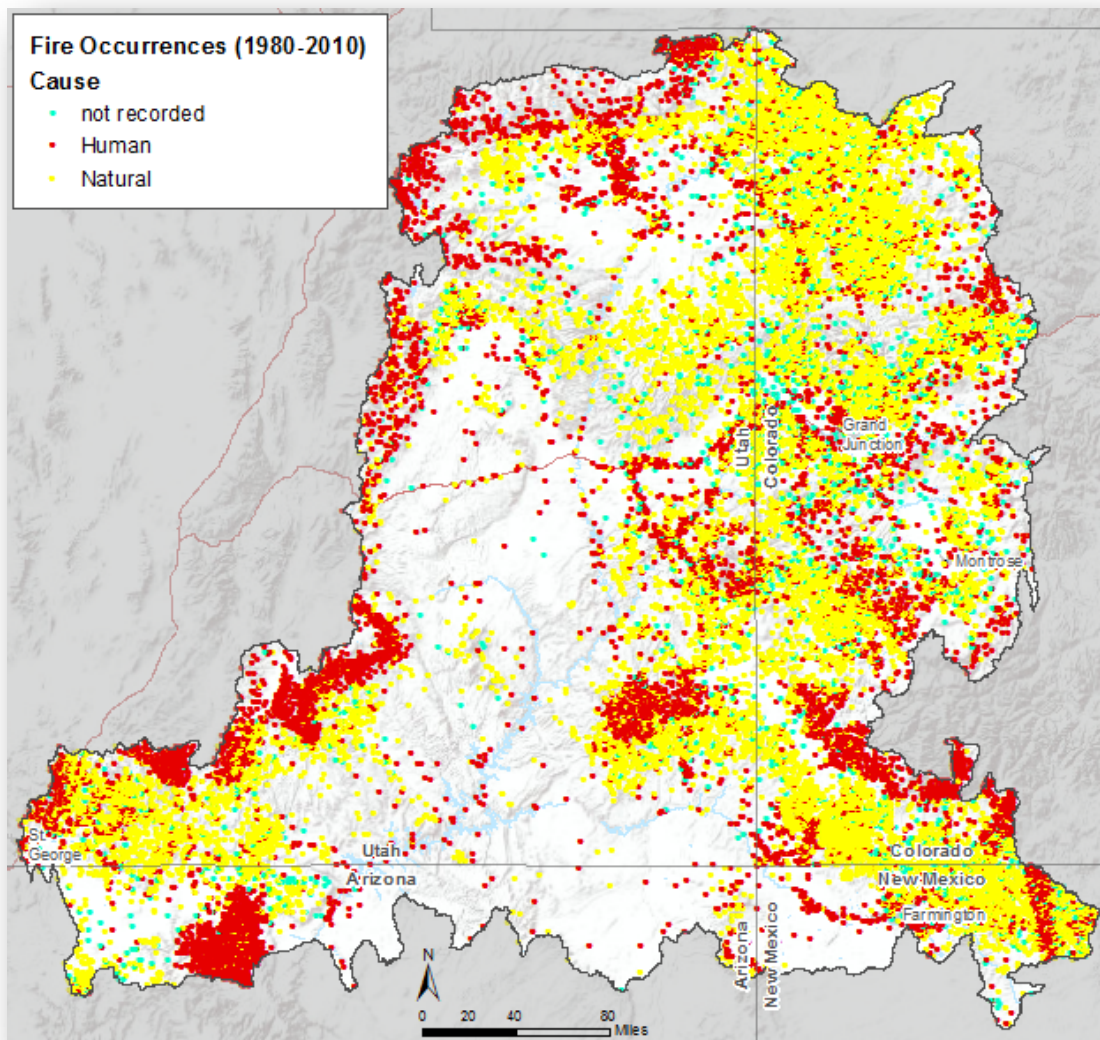 Fire Occurrences (1980-2010)
Cause
not recorded
Human
Natural
Utah
Colorado
Grand
Junction
Montrose
St.
George
Utah
Arizona
Colorado
New Mexico
Farmington
Arizona
New Mexico
N
0 20 40 80
Miles